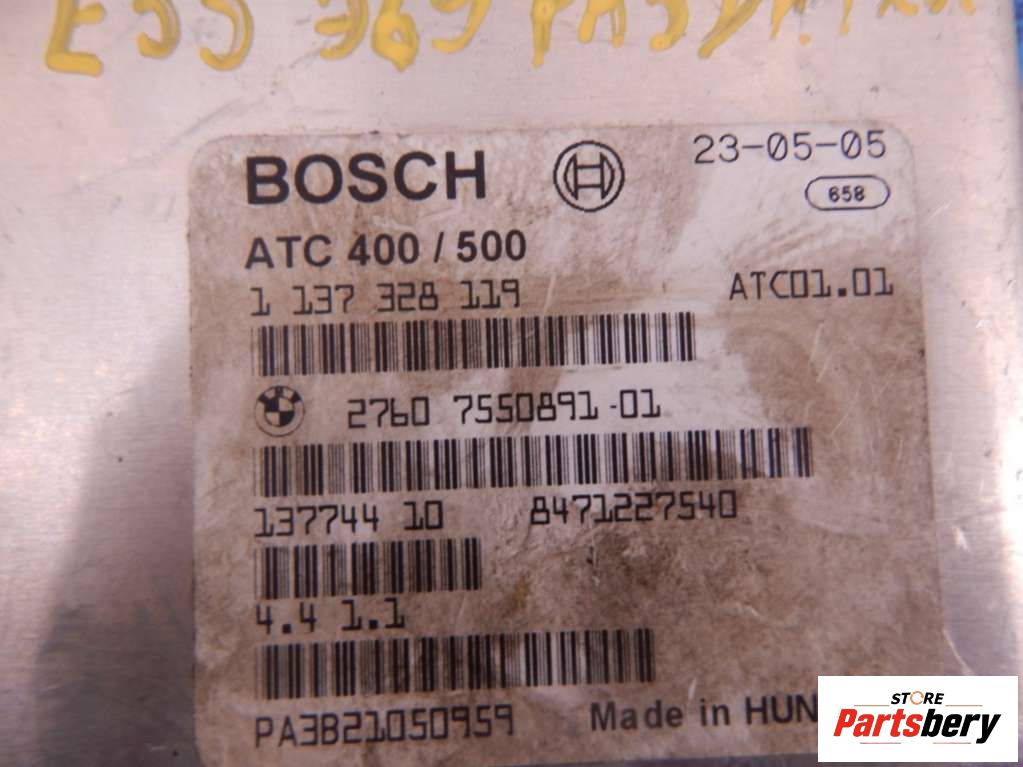 BOSCH 23-05-05
658
ATC 400 / 500
1 137 328 119 ATC01.01
2760 7550891-01
137744 10 8471227540
4.4 1.1
PA3B21050959 Made in HUN
STORE
Partsbery